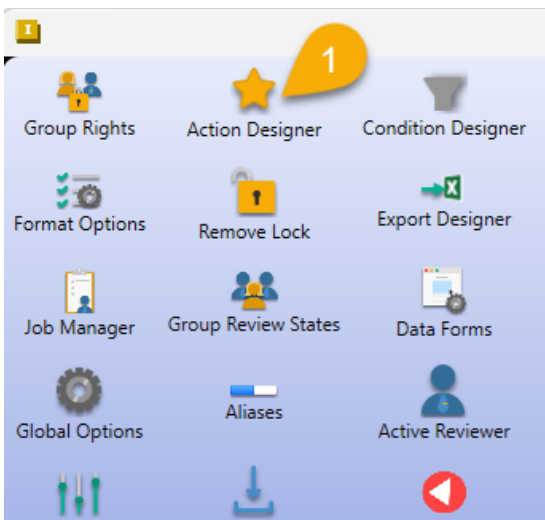 I
1
Group Rights
Action Designer
Condition Designer
Format Options
Remove Lock
Export Designer
X
Job Manager
Group Review States
Data Forms
Global Options
Aliases
Active Reviewer